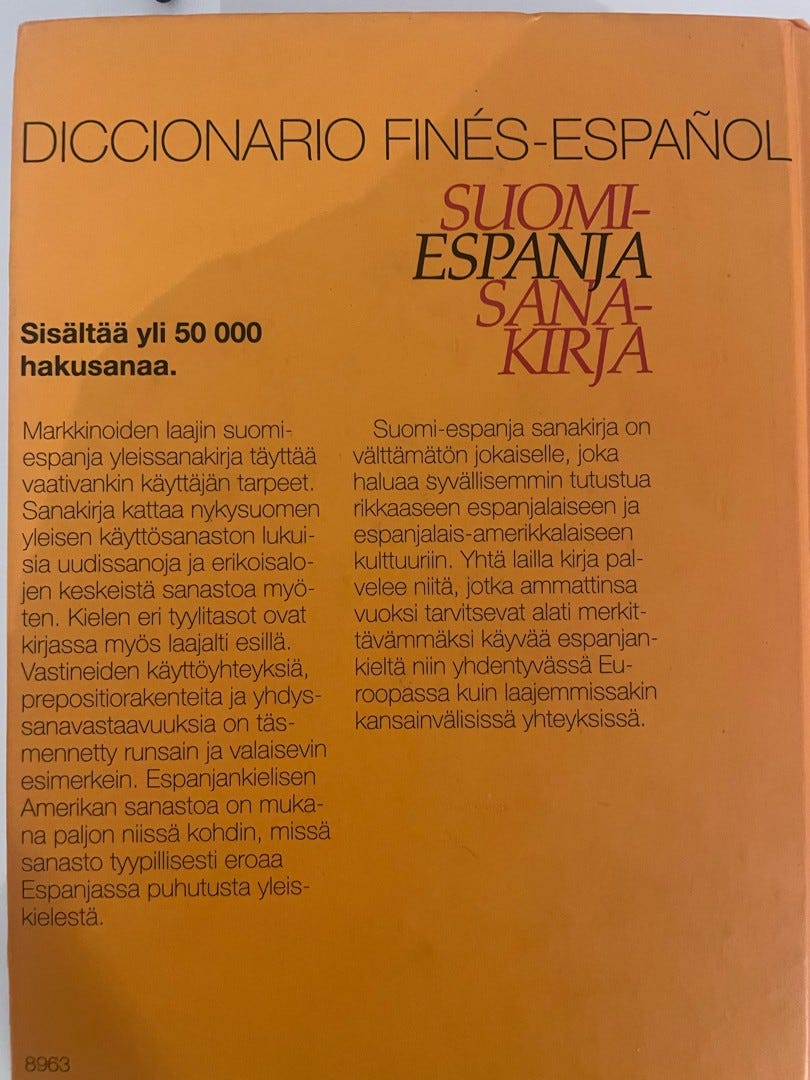 DICCIONARIO FINÉS-ESPAÑOL
SUOMI-
ESPANJA
SANA-
KIRJA
Sisältää yli 50 000
hakusanaa.
Markkinoiden laajin suomi-
espanja yleissanakirja täyttää
vaativankin käyttäjän tarpeet.
Sanakirja kattaa nykysuomen
yleisen käyttösanaston lukui-
sia uudissanoja ja erikoisalo-
jen keskeistä sanastoa myö-
ten. Kielen eri tyylitasot ovat
kirjassa myös laajalti esillä.
Vastineiden käyttöyhteyksiä,
prepositiorakenteita ja yhdys-
sanavastaavuuksia on täs-
mennetty runsain ja valaisevin
esimerkein. Espanjankielisen
Amerikan sanastoa on muka-
na paljon niissä kohdin, missä
sanasto tyypillisesti eroaa
Espanjassa puhutusta yleis-
kielestä.
Suomi-espanja sanakirja on
välttämätön jokaiselle, joka
haluaa syvällisemmin tutustua
rikkaaseen espanjalaiseen ja
espanjalais-amerikkalaiseen
kulttuuriin. Yhtä lailla kirja pal-
velee niitä, jotka ammattinsa
vuoksi tarvitsevat alati merkit-
tävämmäksi käyvää espanjan-
kieltä niin yhdentyvässä Eu-
roopassa kuin laajemmissakin
kansainvälisissä yhteyksissä.
8963